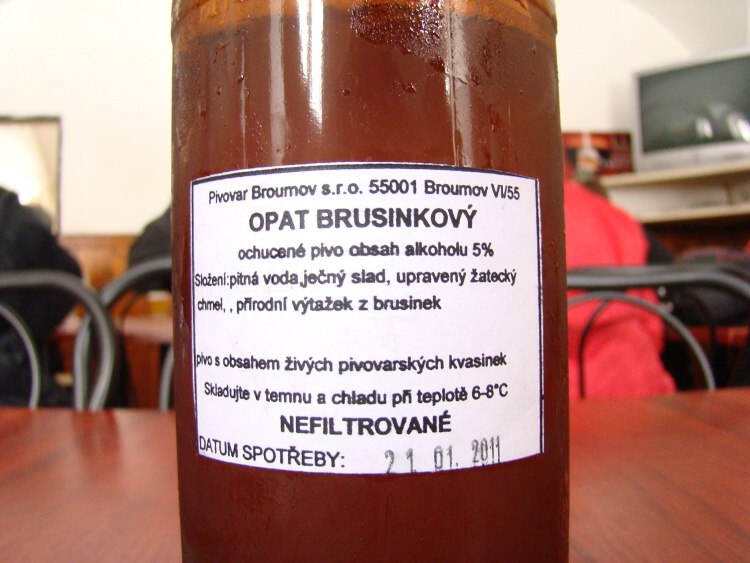 Pivovar Broumov s.r.o. 55001 Broumov VI/55
OPAT BRUSINKOVÝ
ochucené pivo obsah alkoholu 5%
Složení:pitná voda,ječný slad, upravený žatecký
chmel, , přírodní výtažek z brusinek
pivo s obsahem živých pivovarských kvasinek
Skladujte v temnu a chladu při teplotě 6-8°C
NEFILTROVANÉ
DATUM SPOTŘEBY: 21. 01. 2011